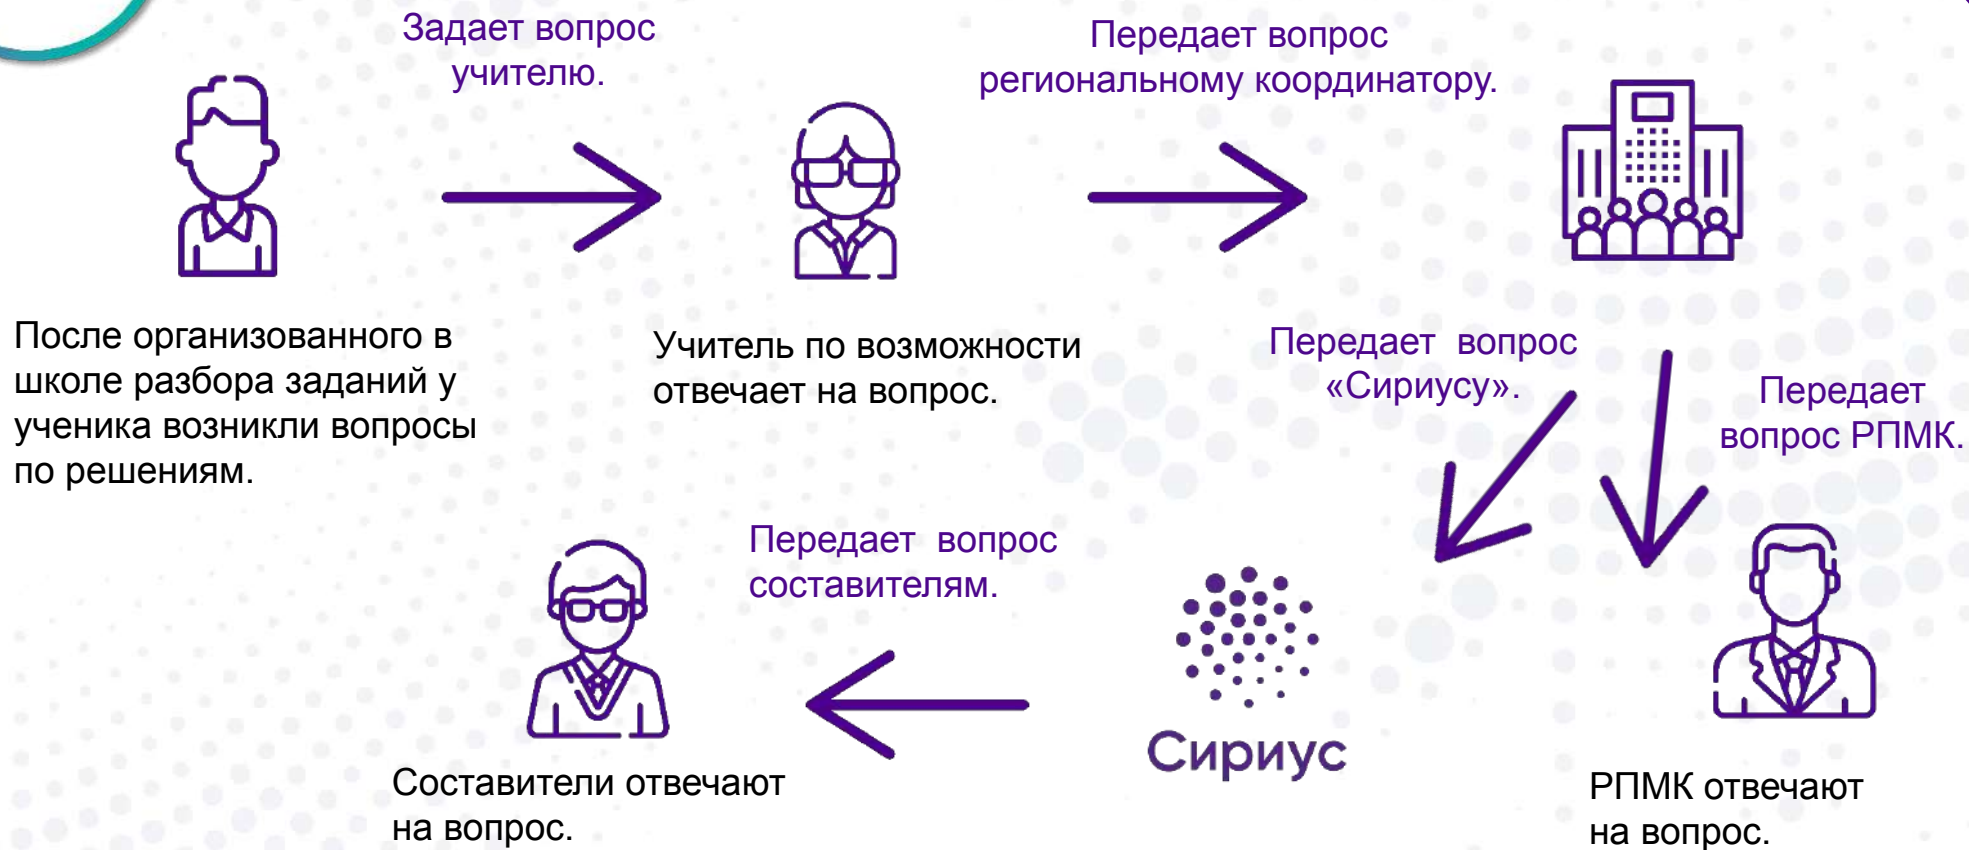 Задает вопрос
учителю.
Передает вопрос
региональному координатору.
После организованного в
школе разбора заданий у
ученика возникли вопросы
по решениям.
Учитель по возможности
отвечает на вопрос.
Передает вопрос
«Сириусу».
Передает
вопрос РПМК.
Передает вопрос
составителям.
Сириус
Составители отвечают
на вопрос.
РПМК отвечают
на вопрос.